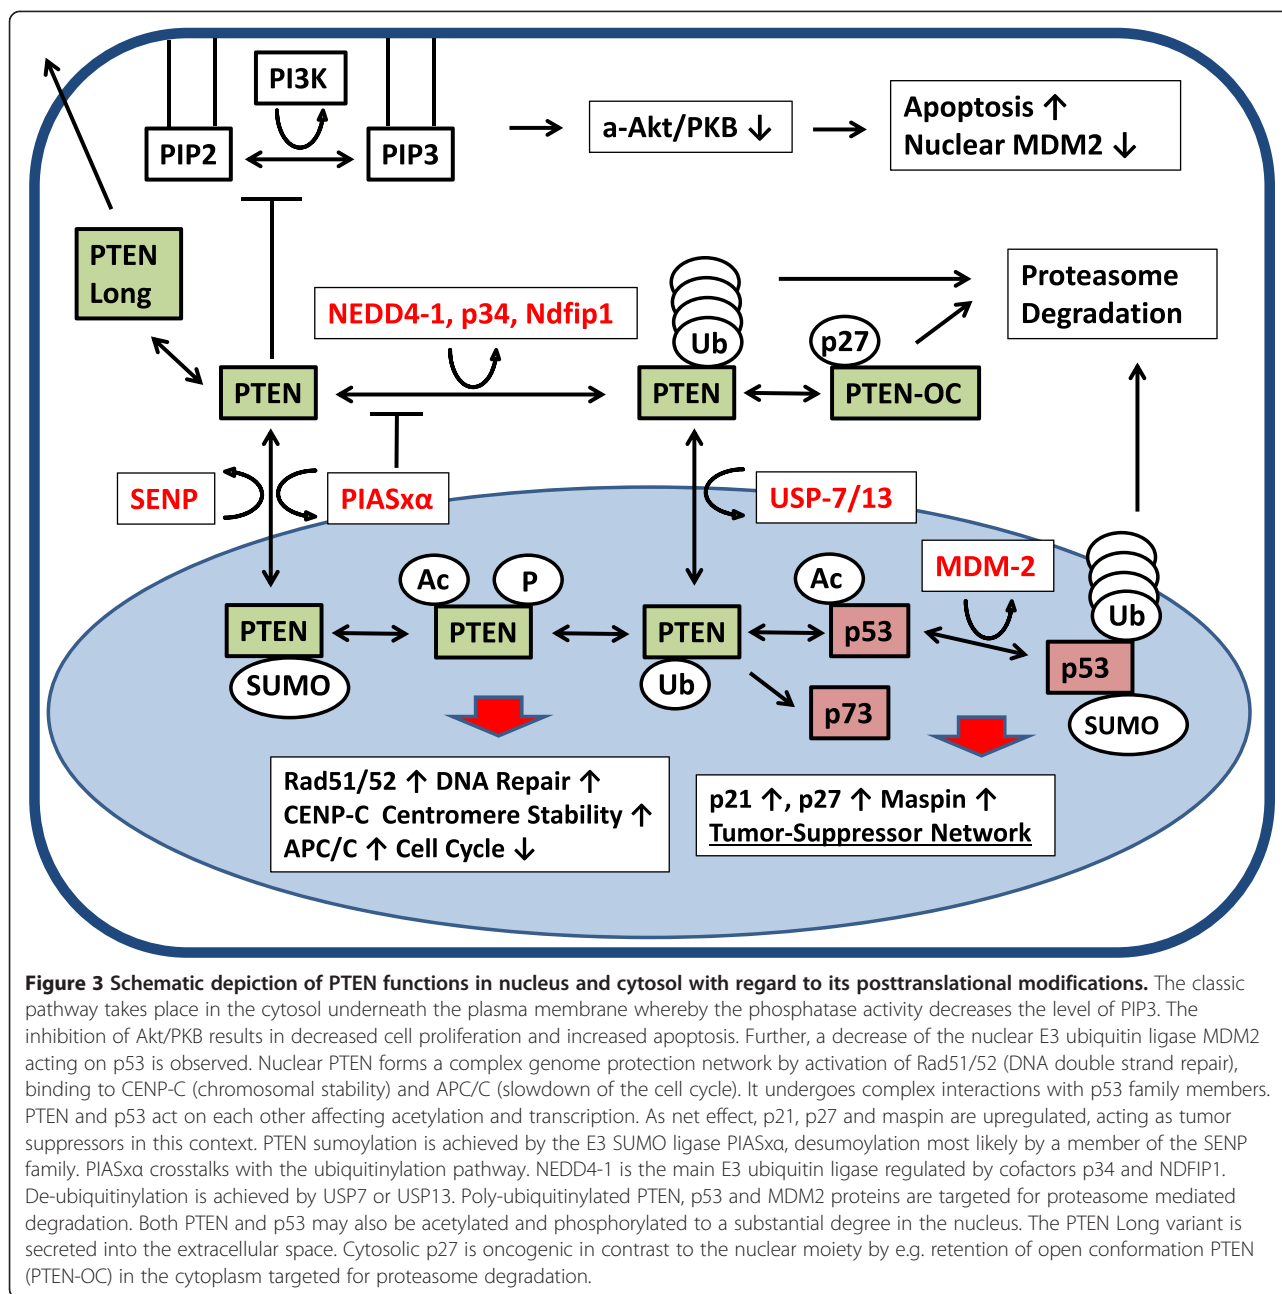 PI3K
PIP2
PIP3
a-Akt/PKB ↓
Apoptosis ↑
Nuclear MDM2 ↓
PTEN
Long
NEDD4-1, p34, Ndfip1
Ub
p27
Proteasome
Degradation
PTEN
PTEN
PTEN-OC
SENP
PIASxα
USP-7/13
MDM-2
Ac
P
Ac
Ub
PTEN
PTEN
PTEN
p53
p53
SUMO
Ub
p73
SUMO
Rad51/52 ↑ DNA Repair ↑
CENP-C Centromere Stability ↑
APC/C ↑ Cell Cycle ↓
p21 ↑, p27 ↑ Maspin ↑
Tumor-Suppressor Network
Figure 3 Schematic depiction of PTEN functions in nucleus and cytosol with regard to its posttranslational modifications. The classic
pathway takes place in the cytosol underneath the plasma membrane whereby the phosphatase activity decreases the level of PIP3. The
inhibition of Akt/PKB results in decreased cell proliferation and increased apoptosis. Further, a decrease of the nuclear E3 ubiquitin ligase MDM2
acting on p53 is observed. Nuclear PTEN forms a complex genome protection network by activation of Rad51/52 (DNA double strand repair),
binding to CENP-C (chromosomal stability) and APC/C (slowdown of the cell cycle). It undergoes complex interactions with p53 family members.
PTEN and p53 act on each other affecting acetylation and transcription. As net effect, p21, p27 and maspin are upregulated, acting as tumor
suppressors in this context. PTEN sumoylation is achieved by the E3 SUMO ligase PIASxα, desumoylation most likely by a member of the SENP
family. PIASxα crosstalks with the ubiquitinylation pathway. NEDD4-1 is the main E3 ubiquitin ligase regulated by cofactors p34 and NDFIP1.
De-ubiquitinylation is achieved by USP7 or USP13. Poly-ubiquitinylated PTEN, p53 and MDM2 proteins are targeted for proteasome mediated
degradation. Both PTEN and p53 may also be acetylated and phosphorylated to a substantial degree in the nucleus. The PTEN Long variant is
secreted into the extracellular space. Cytosolic p27 is oncogenic in contrast to the nuclear moiety by e.g. retention of open conformation PTEN
(PTEN-OC) in the cytoplasm targeted for proteasome degradation.